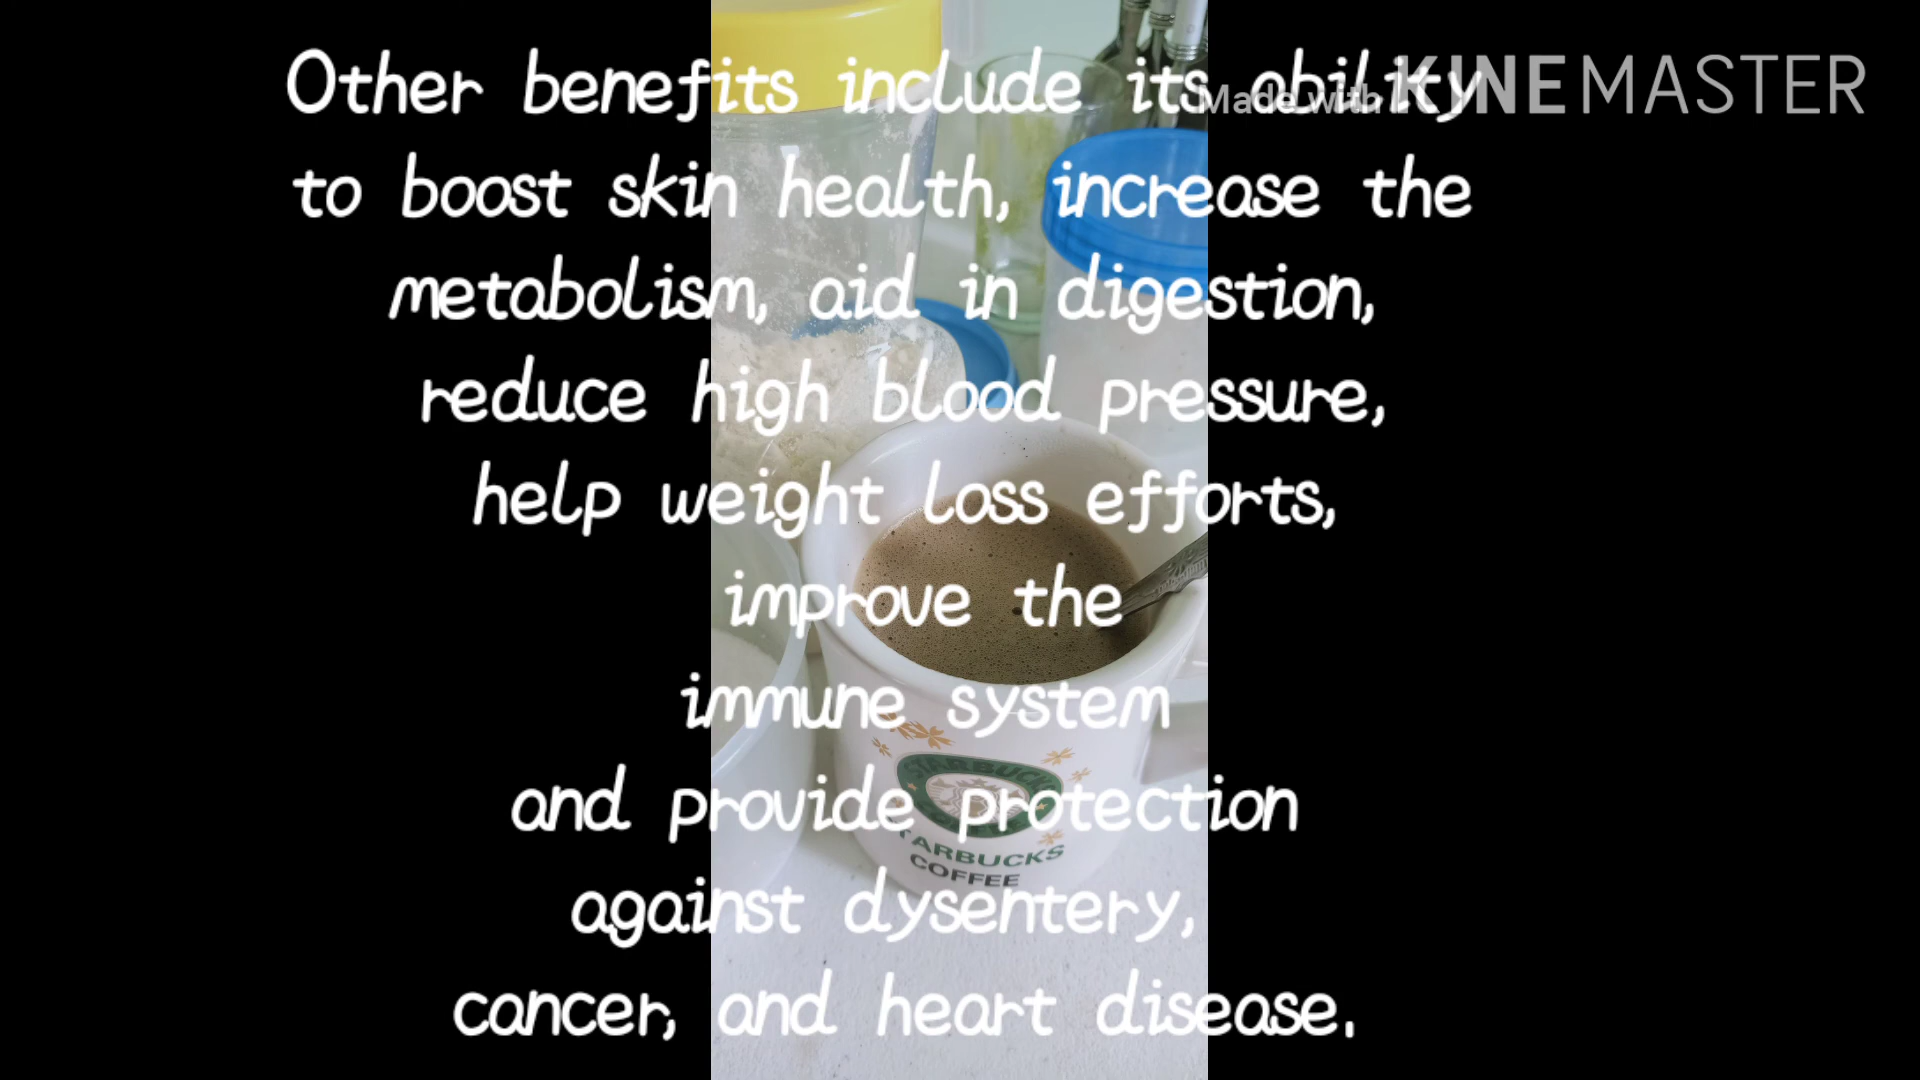 Other benefits include its ability
Made with KINEMASTER
to boost skin health, increase the
metabolism, aid in digestion,
reduce high blood pressure,
help weight loss efforts,
improve the
immune system
and provide protection
against dysentery,
cancer, and heart disease.
STARBUCKS
COFFEE